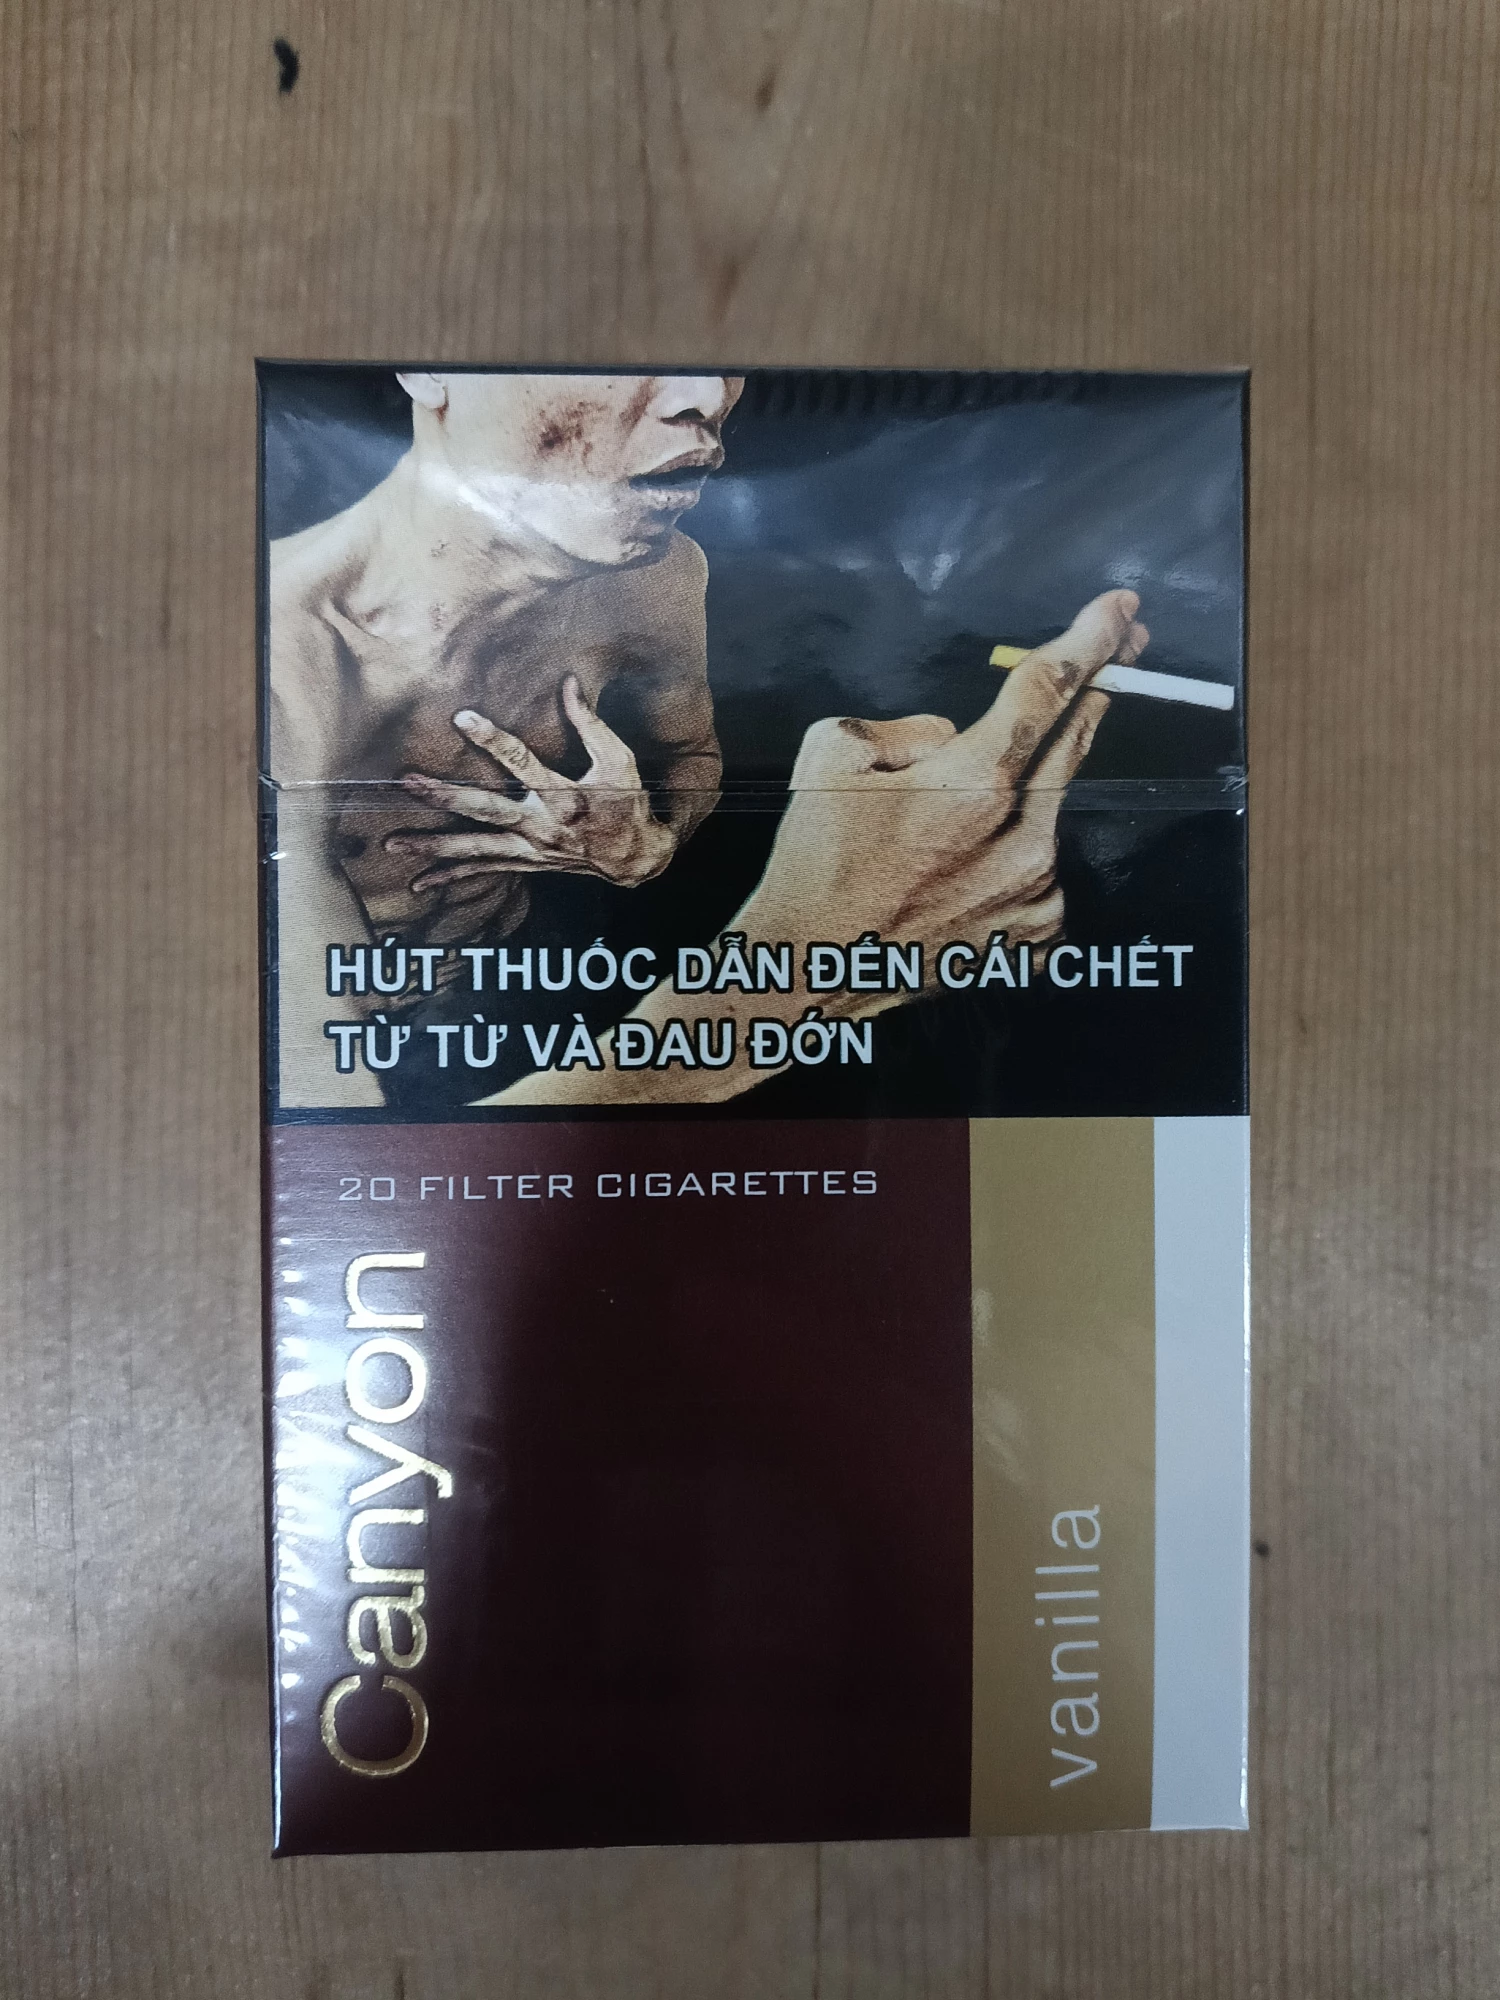 HÚT THUỐC DẪN ĐẾN CÁI CHẾT
TỪ TỪ VÀ ĐAU ĐỚN
20 FILTER CIGARETTES
Canyon
vanilla